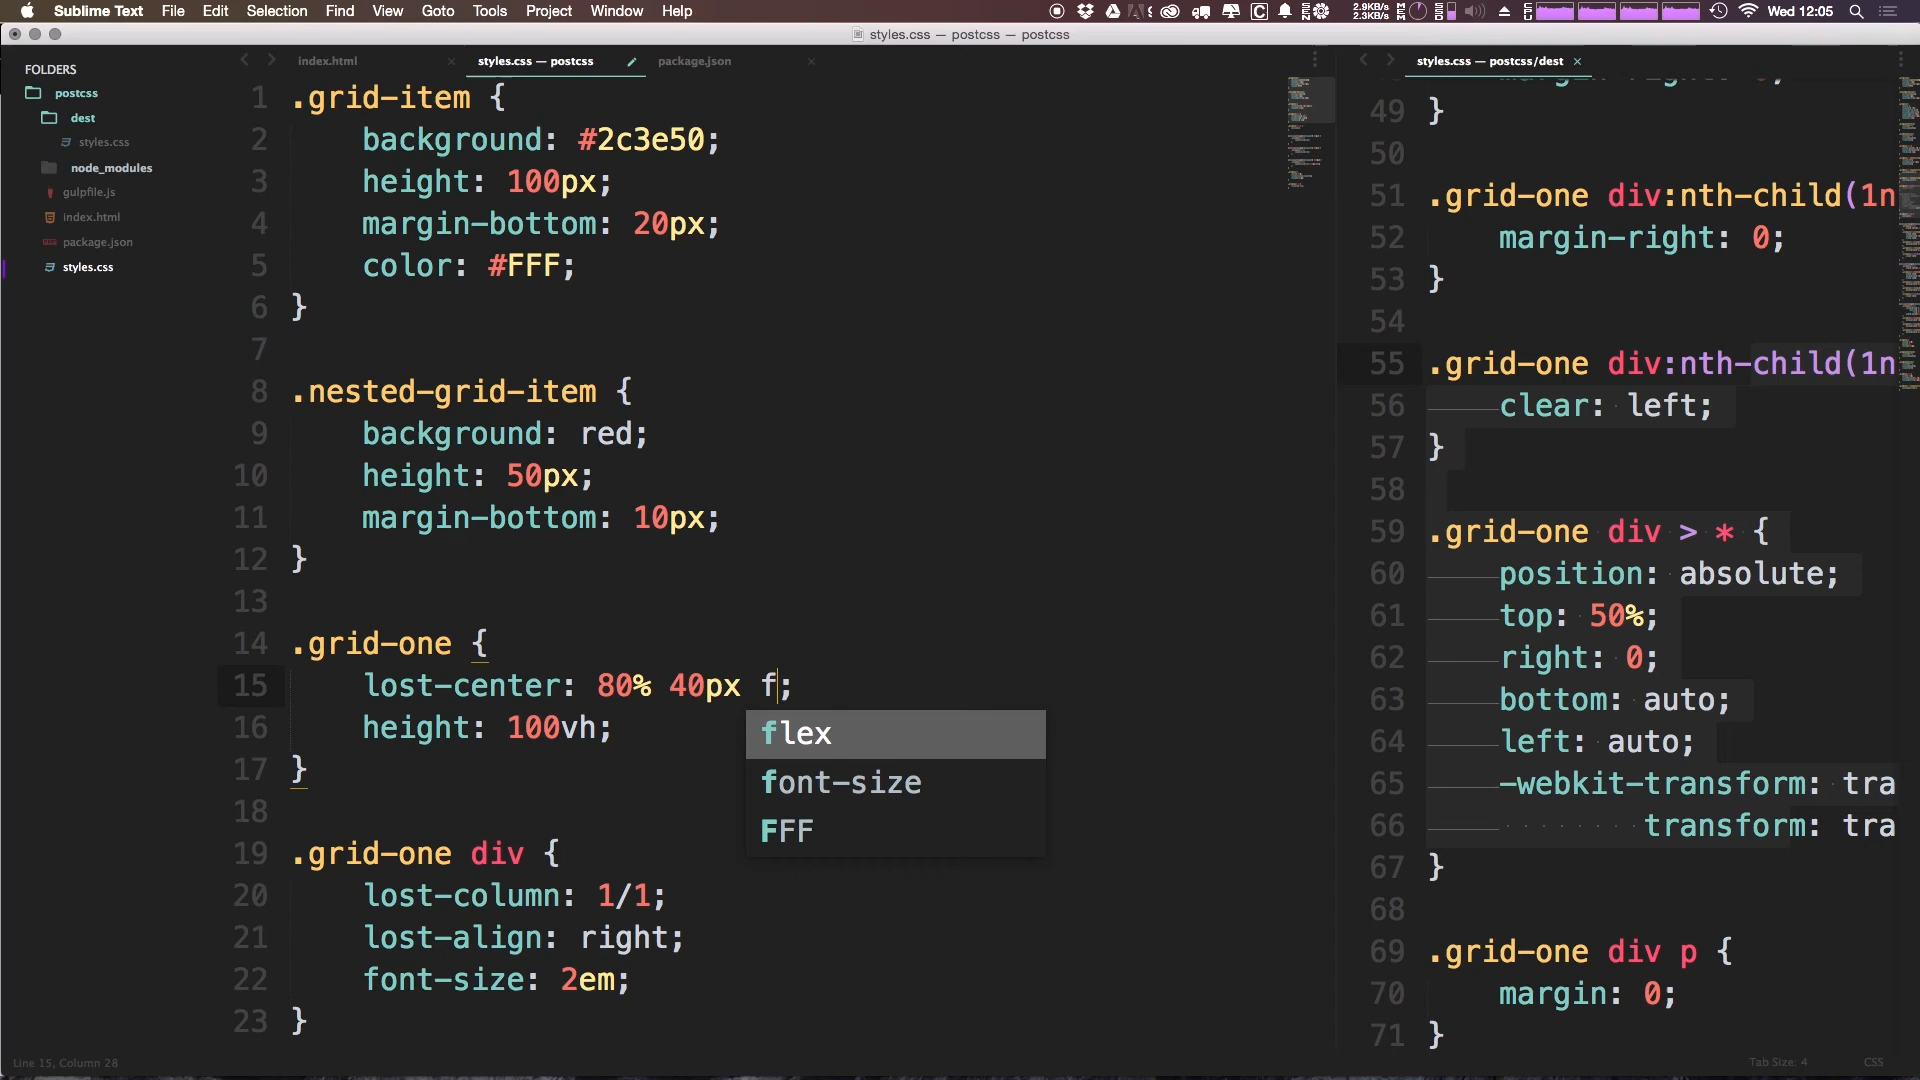 Sublime Text File Edit Selection Find View Goto Tools Project Window Help 2.9KB/s 2.3KB/s Wed 12:05
styles.css — postcss — postcss
FOLDERS
postcss
dest
styles.css
node_modules
gulpfile.js
index.html
package.json
styles.css
index.html styles.css — postcss package.json
1 .grid-item {
2 background: #2c3e50;
3 height: 100px;
4 margin-bottom: 20px;
5 color: #FFF;
6 }
7
8 .nested-grid-item {
9 background: red;
10 height: 50px;
11 margin-bottom: 10px;
12 }
13
14 .grid-one {
15 lost-center: 80% 40px f;
16 height: 100vh;
17 }
18
19 .grid-one div {
20 lost-column: 1/1;
21 lost-align: right;
22 font-size: 2em;
23 }
flex
font-size
FFF
styles.css — postcss/dest
49 }
50
51 .grid-one div:nth-child(1n
52 margin-right: 0;
53 }
54
55 .grid-one div:nth-child(1n
56 clear: left;
57 }
58
59 .grid-one div > * {
60 position: absolute;
61 top: 50%;
62 right: 0;
63 bottom: auto;
64 left: auto;
65 -webkit-transform: tra
66 transform: tra
67 }
68
69 .grid-one div p {
70 margin: 0;
71 }
Line 15, Column 28 Tab Size: 4 CSS